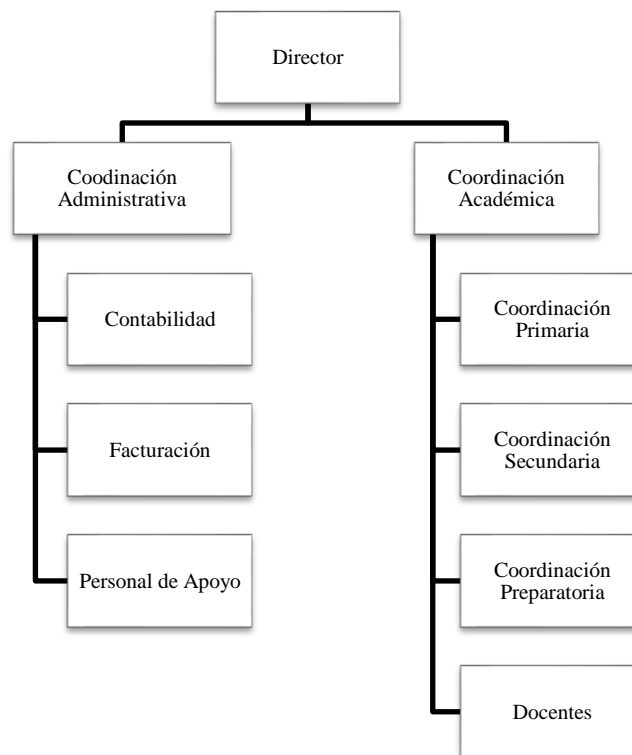 Director
Coodinación
Administrativa
Contabilidad
Facturación
Personal de Apoyo
Coordinación
Académica
Coordinación
Primaria
Coordinación
Secundaria
Coordinación
Preparatoria
Docentes